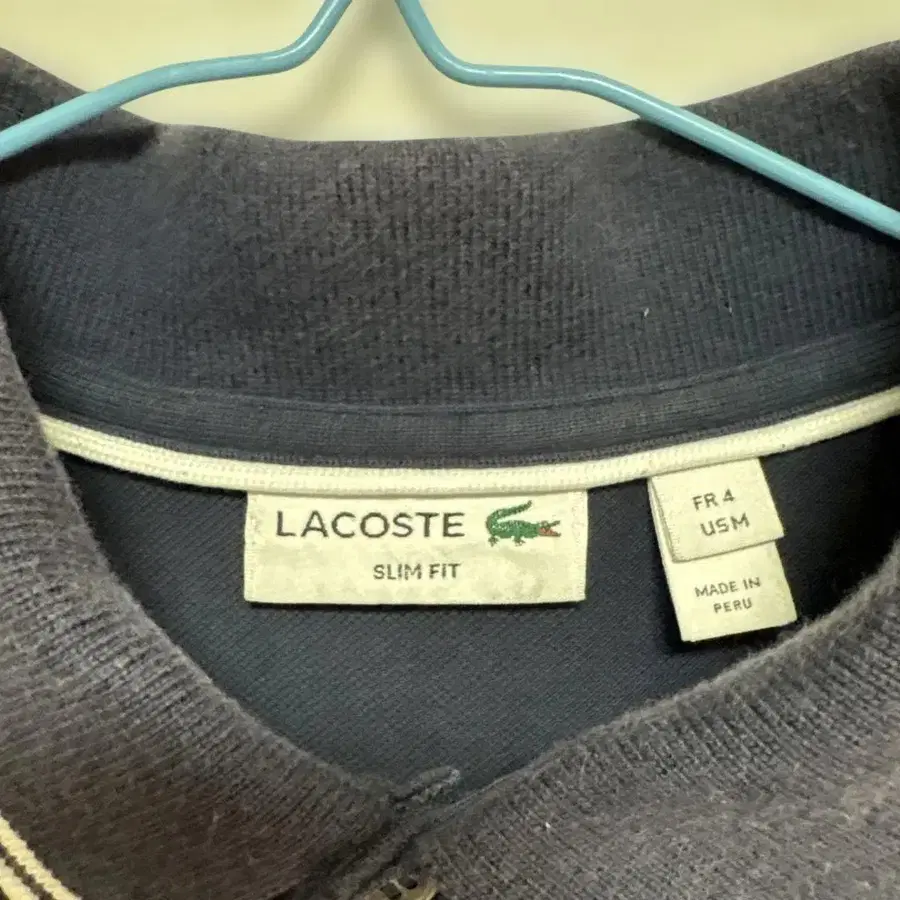 LACOSTE
SLIM FIT
FR 4
US M
MADE IN
PERU